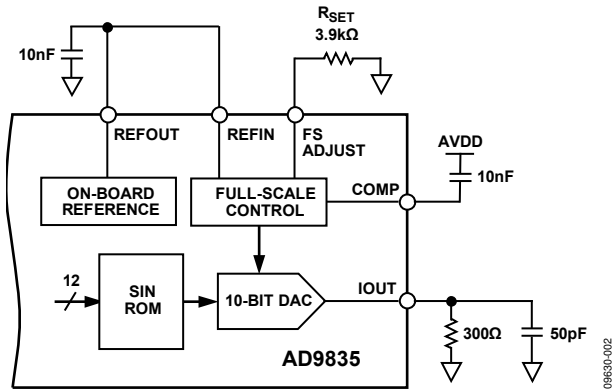 R_SET
3.9kΩ
10nF
REFOUT
REFIN
FS
ADJUST
AVDD
ON-BOARD
REFERENCE
FULL-SCALE
CONTROL
COMP
10nF
12
SIN
ROM
10-BIT DAC
IOUT
300Ω
50pF
AD9835
09630-002